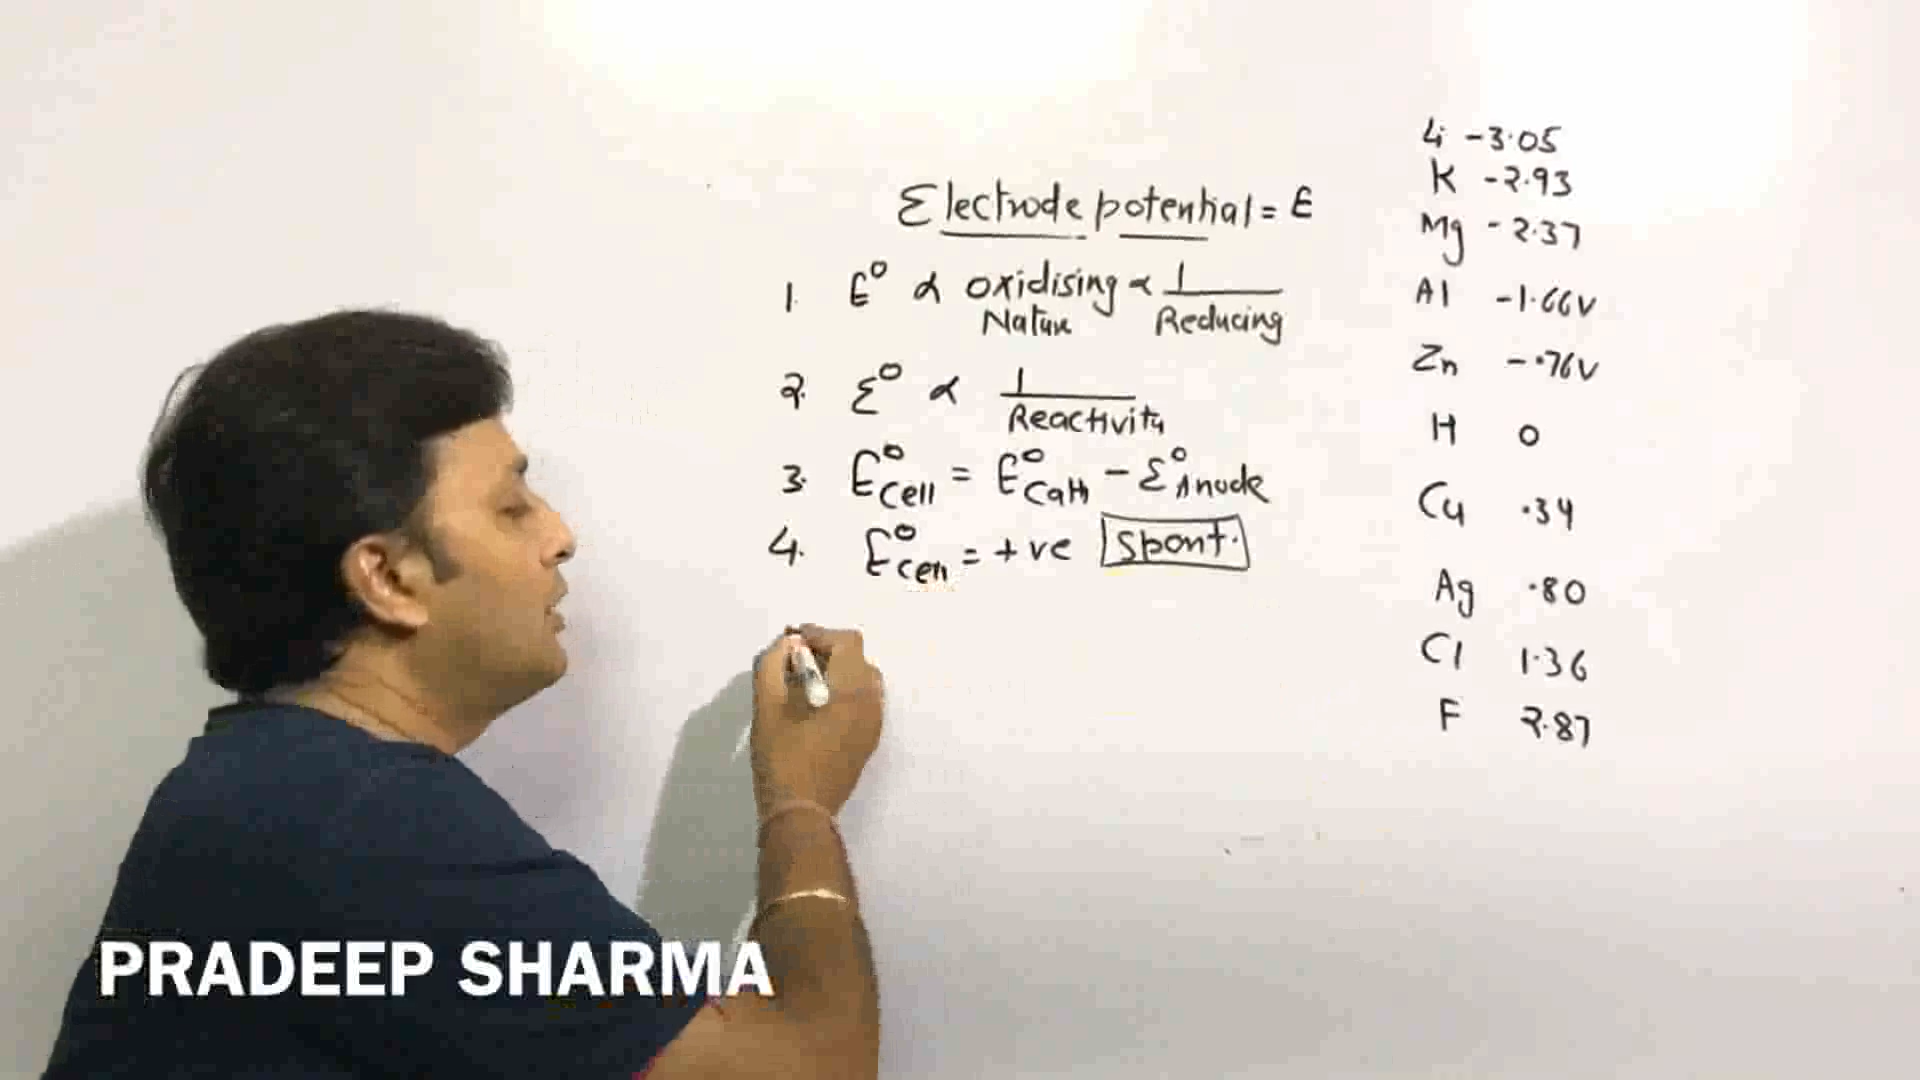 Electrode potential = E
1. E° ∝ oxidising ∝ 1
Nature Reducing
2. E° ∝ 1
Reactivity
3. E°Cell = E°Cath - E°Anode
4. E°Cell = +ve Spont.
Li -3.05
K -2.93
Mg -2.37
Al -1.66V
Zn -.76V
H 0
Cu .34
Ag .80
Cl 1.36
F 2.87
PRADEEP SHARMA